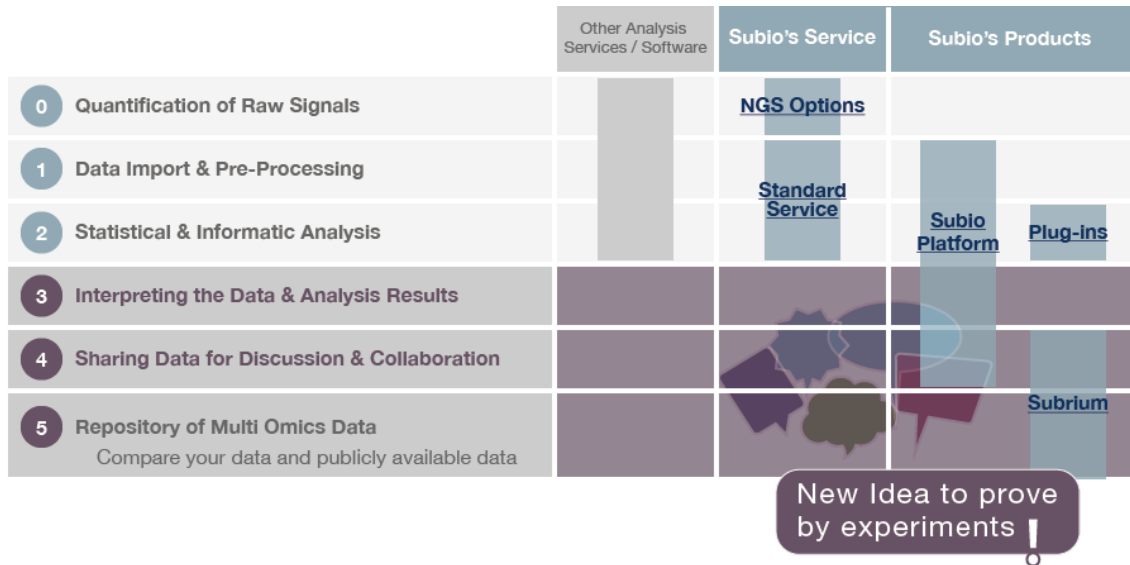 Other Analysis
Services / Software
Subio's Service
Subio's Products
0 Quantification of Raw Signals
NGS Options
1 Data Import & Pre-Processing
Standard
Service
2 Statistical & Informatic Analysis
Subio
Platform
Plug-ins
3 Interpreting the Data & Analysis Results
4 Sharing Data for Discussion & Collaboration
5 Repository of Multi Omics Data
Compare your data and publicly available data
Subrium
New Idea to prove
by experiments!